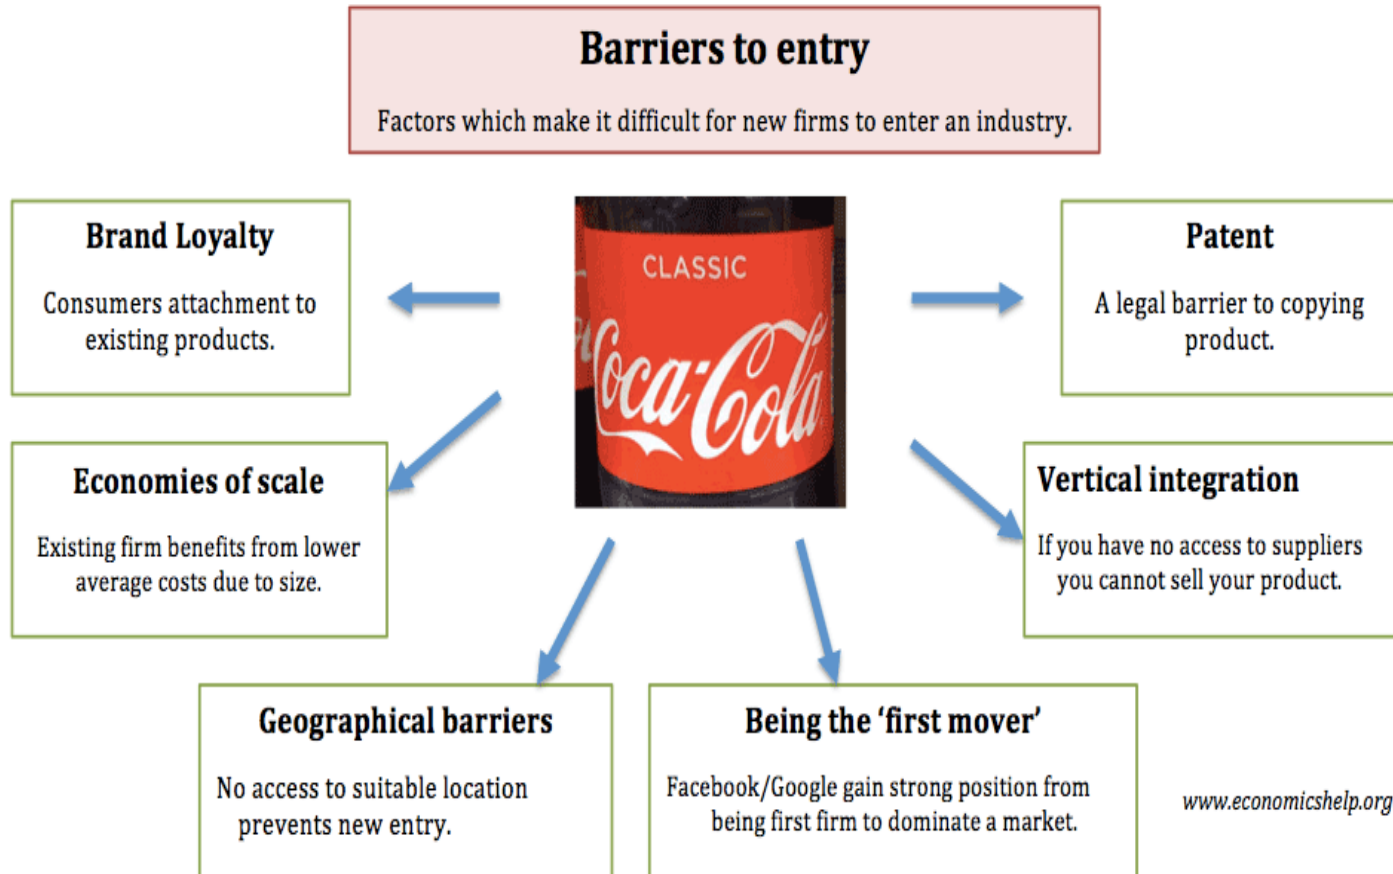 Barriers to entry
Factors which make it difficult for new firms to enter an industry.
Brand Loyalty
Consumers attachment to
existing products.
CLASSIC
Coca-Cola
Patent
A legal barrier to copying
product.
Economies of scale
Existing firm benefits from lower
average costs due to size.
Vertical integration
If you have no access to suppliers
you cannot sell your product.
Geographical barriers
No access to suitable location
prevents new entry.
Being the ‘first mover’
Facebook/Google gain strong position from
being first firm to dominate a market.
www.economicshelp.org